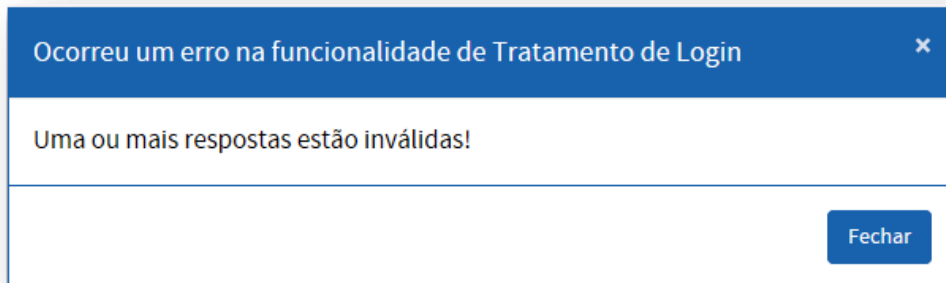 Ocorreu um erro na funcionalidade de Tratamento de Login ×
Uma ou mais respostas estão inválidas!
Fechar